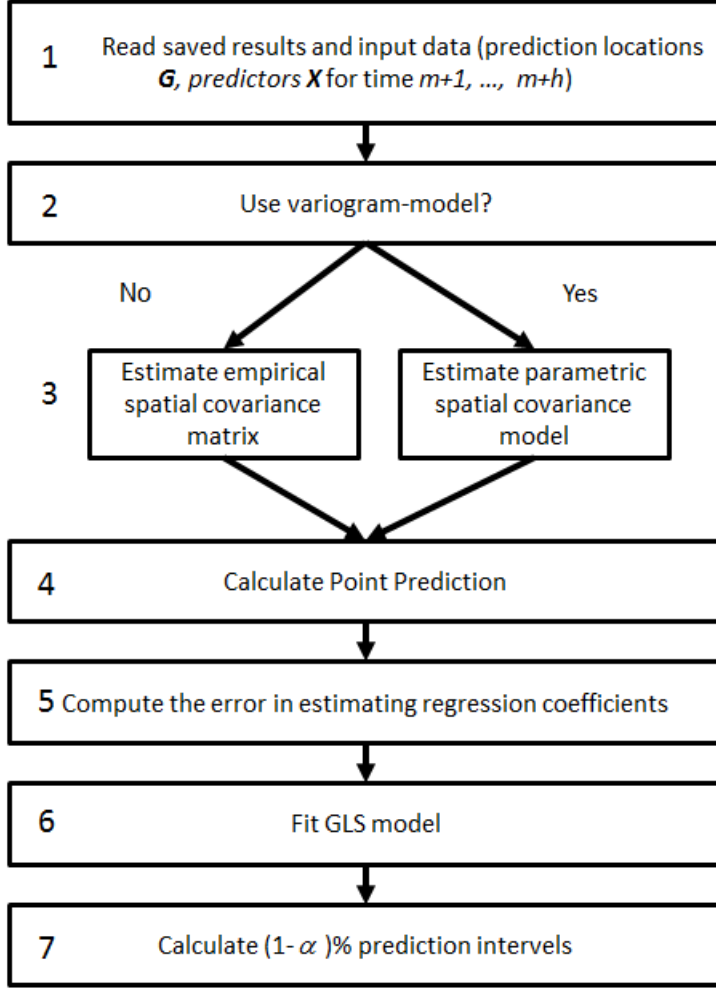 1
Read saved results and input data (prediction locations
G, predictors X for time m+1, ..., m+h)
2
Use variogram-model?
No
Yes
3
Estimate empirical
spatial covariance
matrix
Estimate parametric
spatial covariance
model
4
Calculate Point Prediction
5 Compute the error in estimating regression coefficients
6
Fit GLS model
7
Calculate (1- α )% prediction intervels